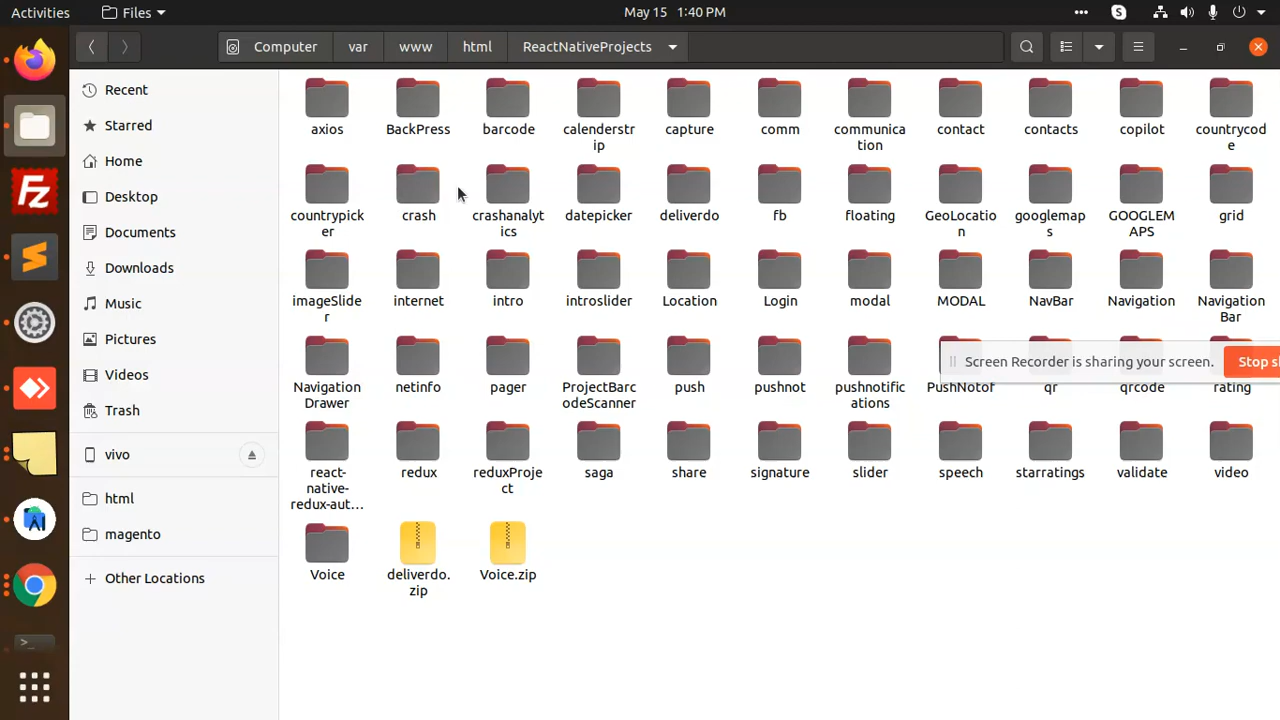 Activities
Files
May 15 1:40 PM
Computer
var
www
html
ReactNativeProjects
Recent
Starred
Home
Desktop
Documents
Downloads
Music
Pictures
Videos
Trash
vivo
html
magento
Other Locations
axios
BackPress
barcode
calenderstr
ip
capture
comm
communica
tion
contact
contacts
copilot
countrycod
e
countrypick
er
crash
crashanalyt
ics
datepicker
deliverdo
fb
floating
GeoLocatio
n
googlemap
s
GOOGLEM
APS
grid
imageSlide
r
internet
intro
introslider
Location
Login
modal
MODAL
NavBar
Navigation
Navigation
Bar
Navigation
Drawer
netinfo
pager
ProjectBarc
odeScanner
push
pushnot
pushnotific
ations
PushNotof
qr
qrcode
rating
Screen Recorder is sharing your screen.
Stop s
react-
native-
redux-aut...
redux
reduxProje
ct
saga
share
signature
slider
speech
starratings
validate
video
Voice
deliverdo.
zip
Voice.zip